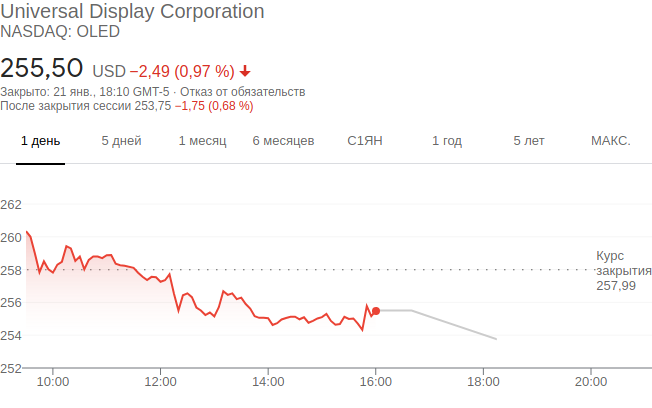 Universal Display Corporation
NASDAQ: OLED
255,50 USD −2,49 (0,97 %)
Закрыто: 21 янв., 18:10 GMT-5 · Отказ от обязательств
После закрытия сессии 253,75 −1,75 (0,68 %)
1 день 5 дней 1 месяц 6 месяцев С1ЯН 1 год 5 лет МАКС.
262
260
258
256
254
252
Курс
закрытия
257,99
10:00 12:00 14:00 16:00 18:00 20:00